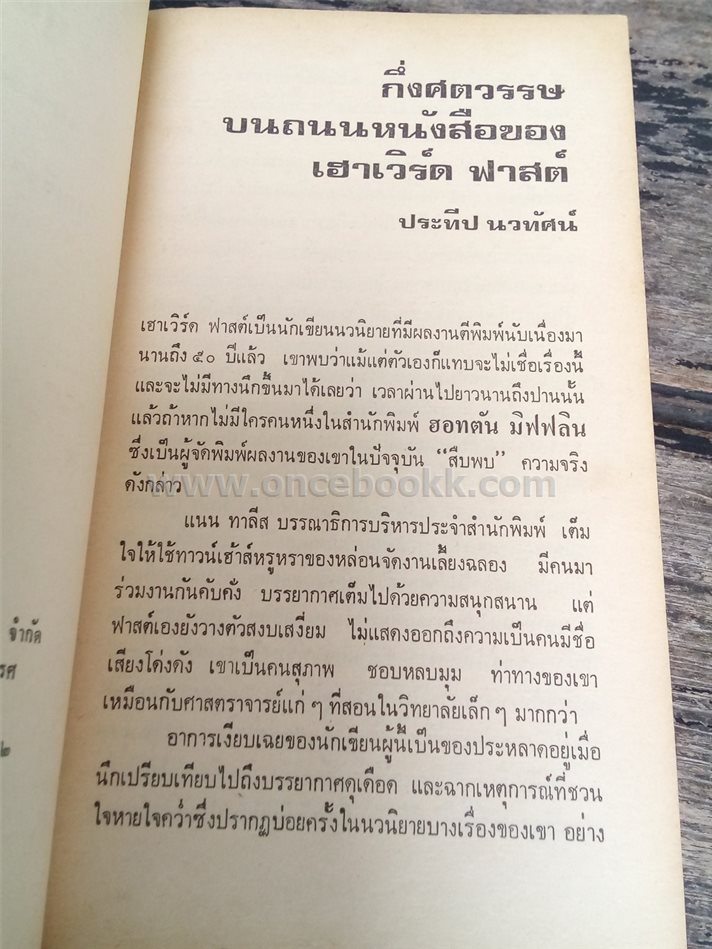 กึ่งศตวรรษ
บนถนนหนังสือของ
เฮาเวิร์ด ฟาสต์
ประทีป นวทัศน์
เฮาเวิร์ด ฟาสต์เป็นนักเขียนนวนิยายที่มีผลงานตีพิมพ์นับเนื่องมา
นานถึง ๕๐ ปีแล้ว เขาพบว่าแม้แต่ตัวเองก็แทบจะไม่เชื่อเรื่องนี้
และจะไม่มีทางนึกขึ้นมาได้เลยว่า เวลาผ่านไปยาวนานถึงปานนั้น
แล้วถ้าหากไม่มีใครคนหนึ่งในสำนักพิมพ์ ฮอทตัน มิฟฟลิน
ซึ่งเป็นผู้จัดพิมพ์ผลงานของเขาในปัจจุบัน “สืบพบ” ความจริง
ดังกล่าว
www.oncebookk.com
แนน ทาลีส บรรณาธิการบริหารประจำสำนักพิมพ์ เต็ม
ใจให้ใช้ทาวน์เฮ้าส์หรูหราของหล่อนจัดงานเลี้ยงฉลอง มีคนมา
ร่วมงานกันคับคั่ง บรรยากาศเต็มไปด้วยความสนุกสนาน แต่
ฟาสต์เองยังวางตัวสงบเสงี่ยม ไม่แสดงออกถึงความเป็นคนมีชื่อ
เสียงโด่งดัง เขาเป็นคนสุภาพ ชอบหลบมุม ท่าทางของเขา
เหมือนกับศาสตราจารย์แก่ ๆ ที่สอนในวิทยาลัยเล็ก ๆ มากกว่า
อาการเงียบเฉยของนักเขียนผู้นี้เป็นของประหลาดอยู่เมื่อ
นึกเปรียบเทียบไปถึงบรรยากาศดุเดือด และฉากเหตุการณ์ที่ชวน
ใจหายใจคว่ำซึ่งปรากฏบ่อยครั้งในนวนิยายบางเรื่องของเขา อย่าง
จำกัด
๒